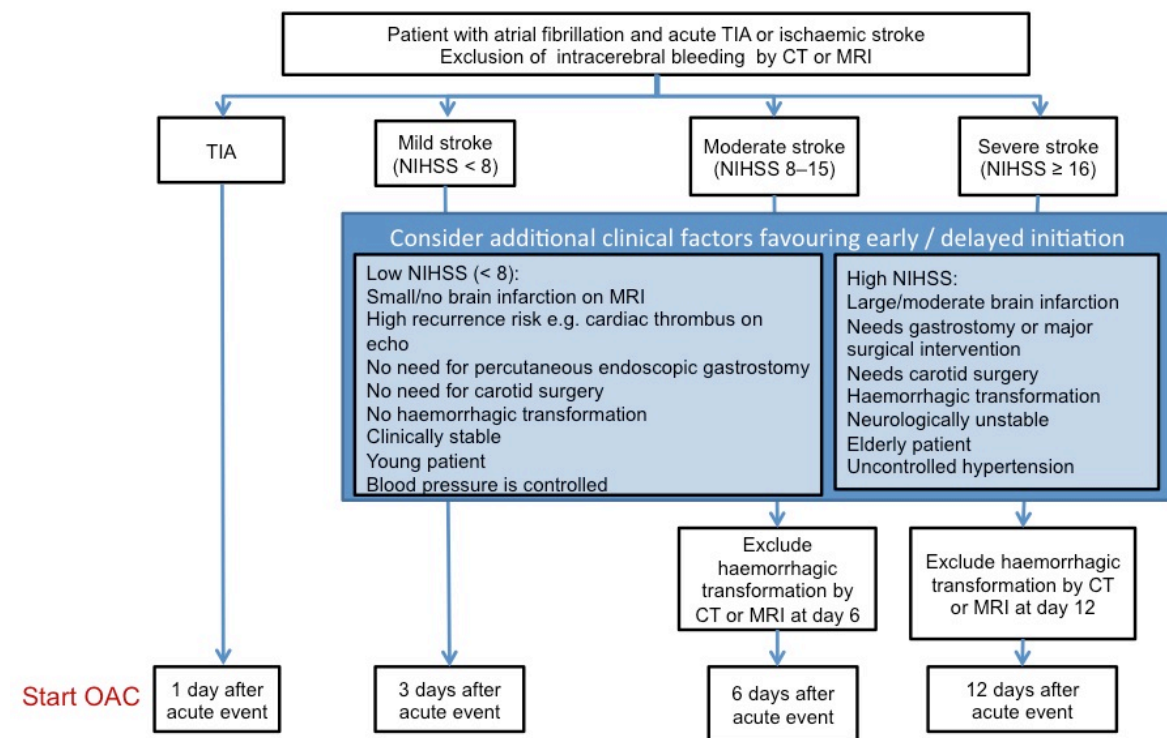 Patient with atrial fibrillation and acute TIA or ischaemic stroke
Exclusion of intracerebral bleeding by CT or MRI
TIA
Mild stroke
(NIHSS < 8)
Moderate stroke
(NIHSS 8–15)
Severe stroke
(NIHSS ≥ 16)
Consider additional clinical factors favouring early / delayed initiation
Low NIHSS (< 8):
Small/no brain infarction on MRI
High recurrence risk e.g. cardiac thrombus on
echo
No need for percutaneous endoscopic gastrostomy
No need for carotid surgery
No haemorrhagic transformation
Clinically stable
Young patient
Blood pressure is controlled
High NIHSS:
Large/moderate brain infarction
Needs gastrostomy or major
surgical intervention
Needs carotid surgery
Haemorrhagic transformation
Neurologically unstable
Elderly patient
Uncontrolled hypertension
Exclude
haemorrhagic
transformation by
CT or MRI at day 6
Exclude haemorrhagic
transformation by CT
or MRI at day 12
Start OAC
1 day after
acute event
3 days after
acute event
6 days after
acute event
12 days after
acute event